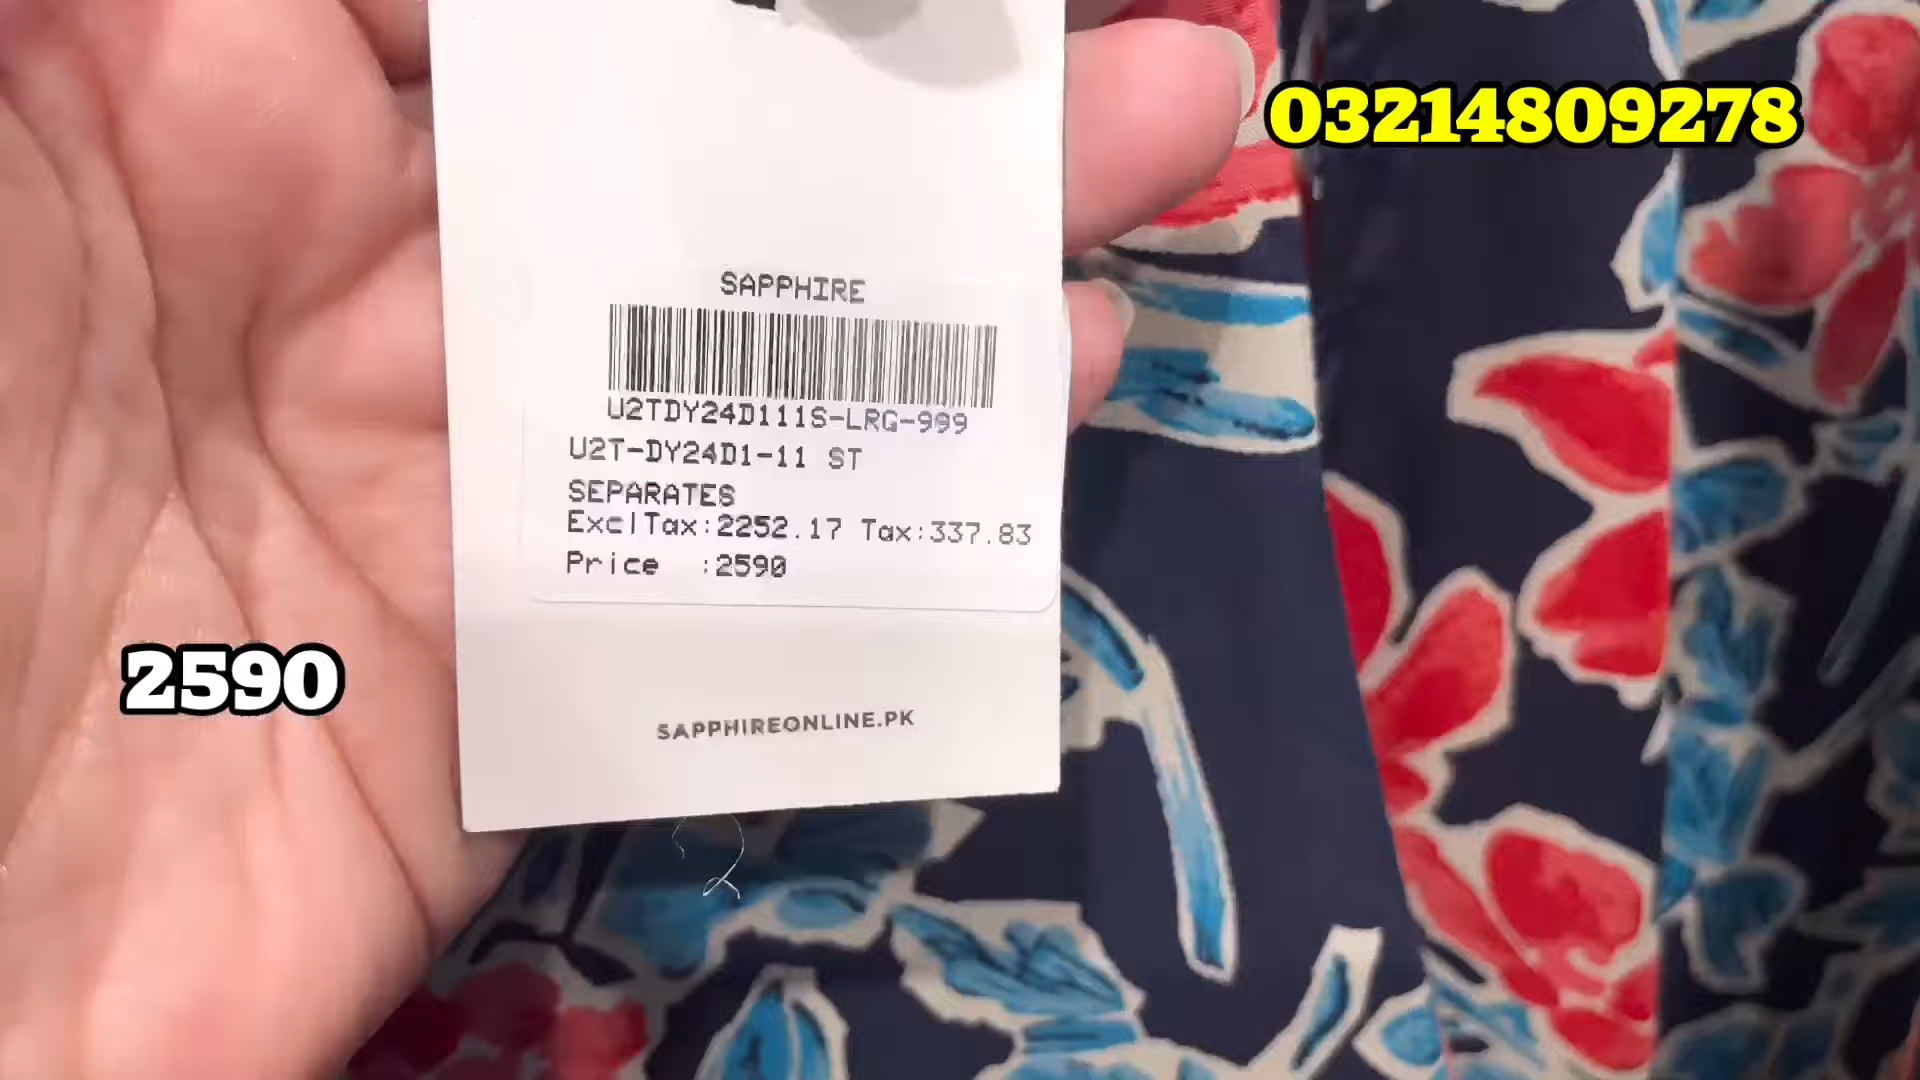 03214809278
SAPPHIRE
U2TDY24D111S-LRG-999
U2T-DY24D1-11 ST
SEPARATES
ExclTax:2252.17 Tax:337.83
Price :2590
2590
SAPPHIREONLINE.PK